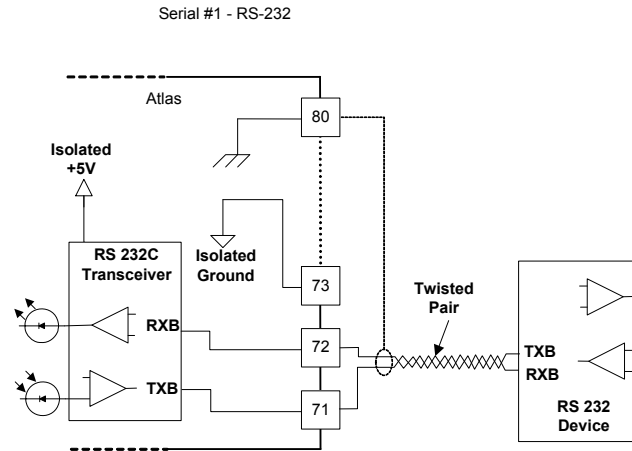 Serial #1 - RS-232
Atlas
80
Isolated
+5V
RS 232C
Transceiver
Isolated
Ground
73
Twisted
Pair
RXB
72
TXB
RXB
TXB
71
RS 232
Device